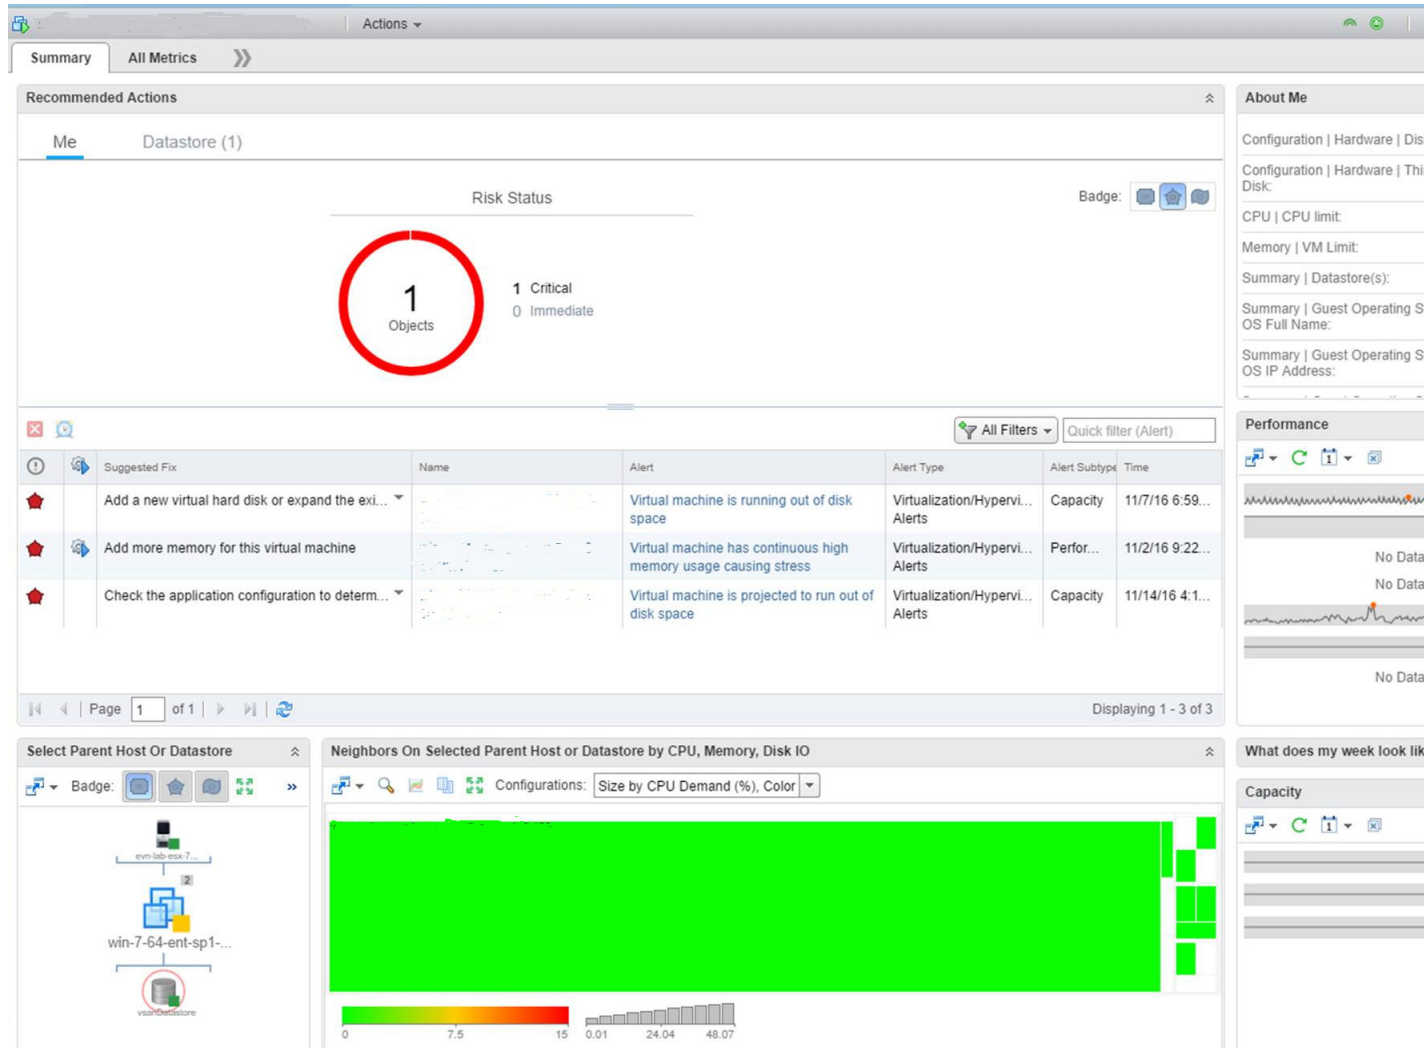 Actions
Summary
All Metrics
Recommended Actions
About Me
Me
Datastore (1)
Configuration | Hardware |
Configuration | Hardware |
Disk:
Risk Status
Badge:
CPU | CPU limit:
Memory | VM Limit:
1
Objects
1 Critical
0 Immediate
Summary | Datastore(s):
Summary | Guest Operating
OS Full Name:
Summary | Guest Operating
OS IP Address:
All Filters
Quick filter (Alert)
Performance
1
Suggested Fix
Name
Alert
Alert Type
Alert Subtype
Time
Add a new virtual hard disk or expand the exi...
Virtual machine is running out of disk
space
Virtualization/Hypervi...
Alerts
Capacity
11/7/16 6:59...
Add more memory for this virtual machine
Virtual machine has continuous high
memory usage causing stress
Virtualization/Hypervi...
Alerts
Perfor...
11/2/16 9:22...
Check the application configuration to determ...
Virtual machine is projected to run out of
disk space
Virtualization/Hypervi...
Alerts
Capacity
11/14/16 4:1...
No Data
No Data
No Data
Page 1 of 1
Displaying 1 - 3 of 3
Select Parent Host Or Datastore
Neighbors On Selected Parent Host or Datastore by CPU, Memory, Disk IO
What does my week look
Badge:
Configurations: Size by CPU Demand (%), Color
Capacity
1
evn-lab-esx-7...
2
win-7-64-ent-sp1-...
vsanDatastore
0 7.5 15
0.01 24.04 48.07